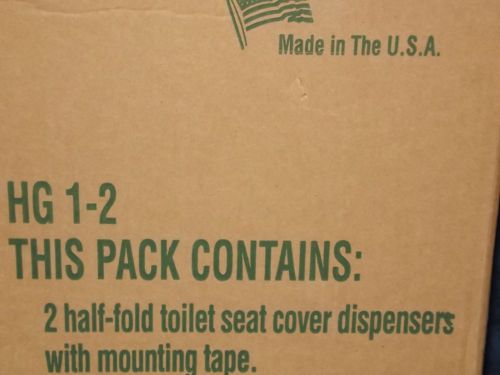 Made in The U.S.A.
HG 1-2
THIS PACK CONTAINS:
2 half-fold toilet seat cover dispensers
with mounting tape.